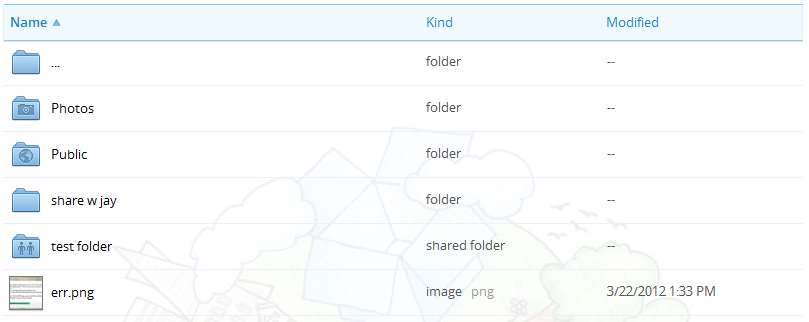 Name Kind Modified
... folder --
Photos folder --
Public folder --
share w jay folder --
test folder shared folder --
err.png image png 3/22/2012 1:33 PM